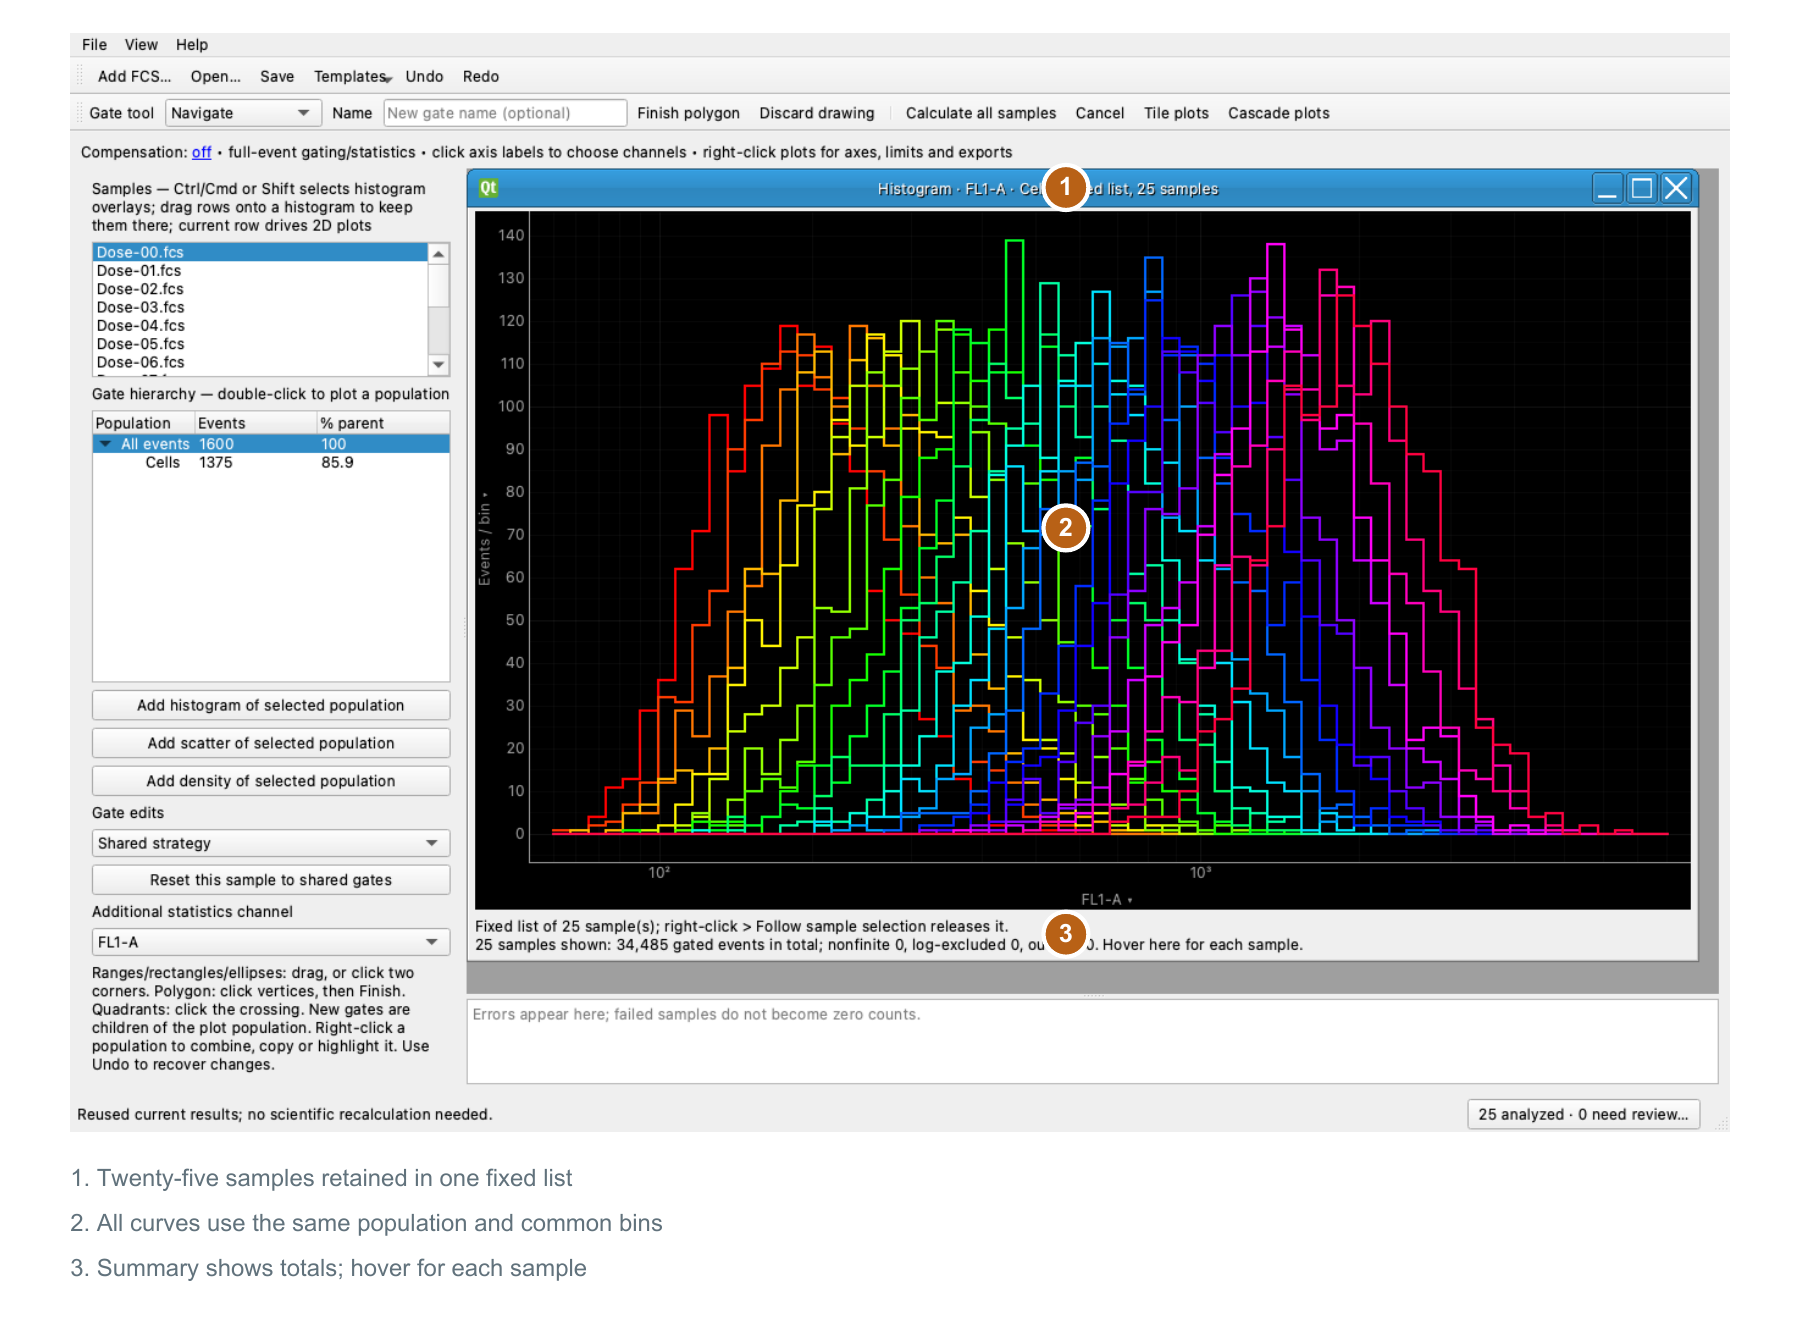 File View Help
Add FCS... Open... Save Templates Undo Redo
Gate tool Navigate Name New gate name (optional) Finish polygon Discard drawing Calculate all samples Cancel Tile plots Cascade plots
Compensation: off • full-event gating/statistics • click axis labels to choose channels • right-click plots for axes, limits and exports
Samples — Ctrl/Cmd or Shift selects histogram
overlays; drag rows onto a histogram to keep
them there; current row drives 2D plots
Dose-00.fcs
Dose-01.fcs
Dose-02.fcs
Dose-03.fcs
Dose-04.fcs
Dose-05.fcs
Dose-06.fcs
Gate hierarchy — double-click to plot a population
Population Events % parent
All events 1600 100
Cells 1375 85.9
Add histogram of selected population
Add scatter of selected population
Add density of selected population
Gate edits
Shared strategy
Reset this sample to shared gates
Additional statistics channel
FL1-A
Ranges/rectangles/ellipses: drag, or click two
corners. Polygon: click vertices, then Finish.
Quadrants: click the crossing. New gates are
children of the plot population. Right-click a
population to combine, copy or highlight it. Use
Undo to recover changes.
Qt
Histogram · FL1-A · 1 list, 25 samples
140
130
120
110
100
90
80
70
60
50
40
30
20
10
0
Events / bin
2
10² 10³
FL1-A
Fixed list of 25 sample(s); right-click > Follow sample selection releases it.
3
25 samples shown: 34,485 gated events in total; nonfinite 0, log-excluded 0, 0. Hover here for each sample.
Errors appear here; failed samples do not become zero counts.
Reused current results; no scientific recalculation needed.
25 analyzed · 0 need review...
1. Twenty-five samples retained in one fixed list
2. All curves use the same population and common bins
3. Summary shows totals; hover for each sample